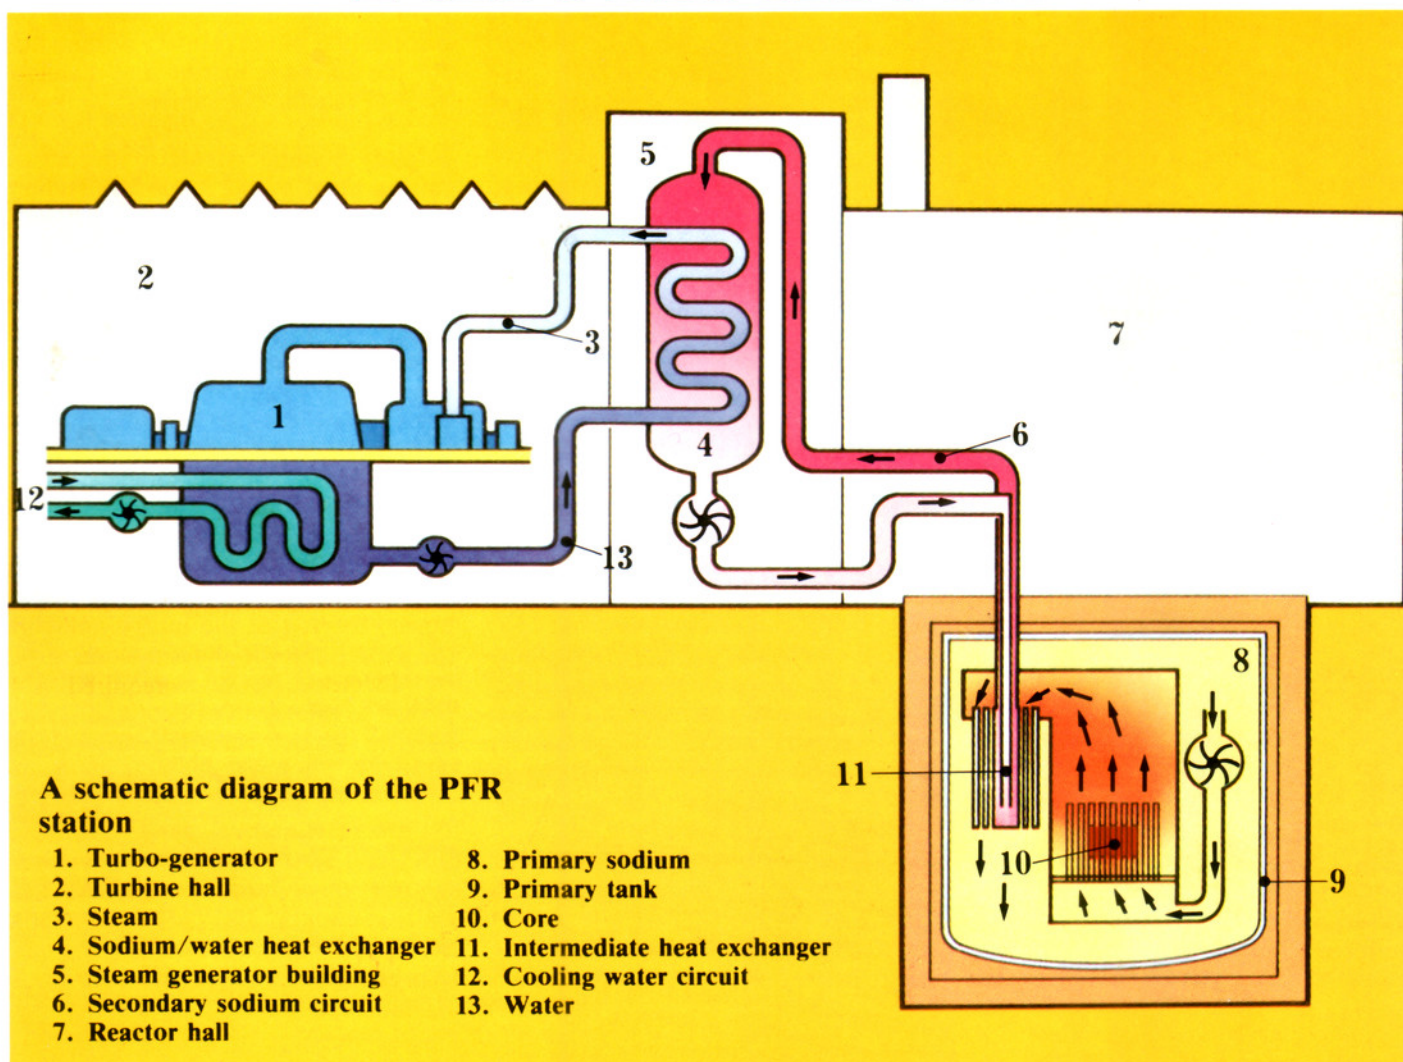 5
2
3
7
1
6
4
12
13
8
11
10
9
A schematic diagram of the PFR
station
1. Turbo-generator
2. Turbine hall
3. Steam
4. Sodium/water heat exchanger
5. Steam generator building
6. Secondary sodium circuit
7. Reactor hall
8. Primary sodium
9. Primary tank
10. Core
11. Intermediate heat exchanger
12. Cooling water circuit
13. Water